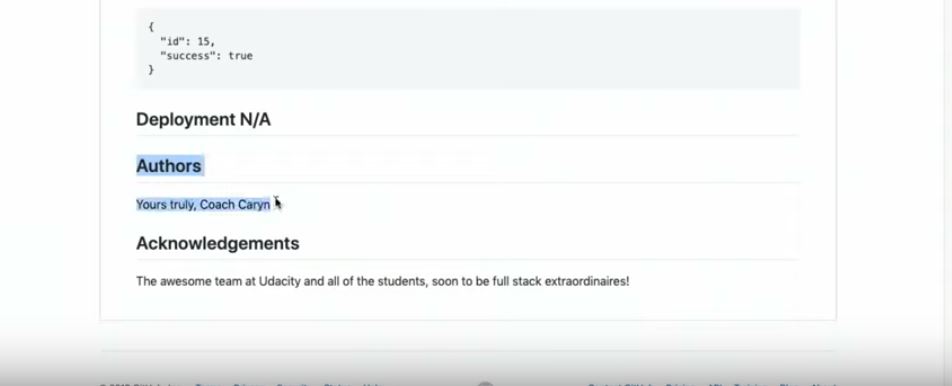 {
"id": 15,
"success": true
}
Deployment N/A
Authors
Yours truly, Coach Caryn
Acknowledgements
The awesome team at Udacity and all of the students, soon to be full stack extraordinaires!